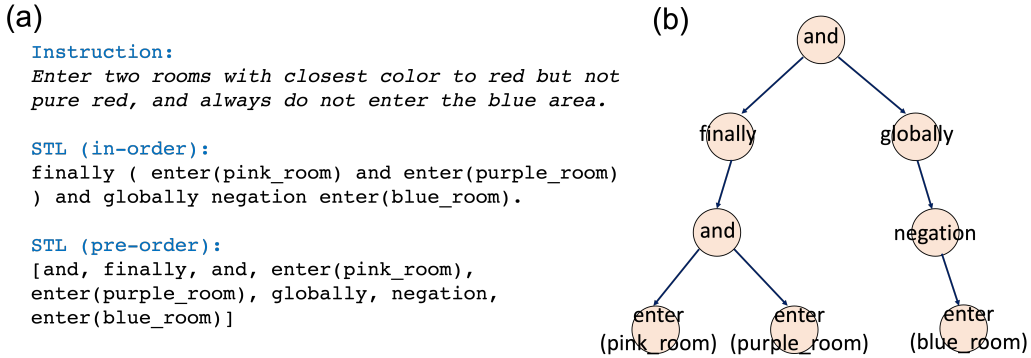 (a)
Instruction:
Enter two rooms with closest color to red but not
pure red, and always do not enter the blue area.
STL (in-order):
finally ( enter(pink_room) and enter(purple_room)
) and globally negation enter(blue_room).
STL (pre-order):
[and, finally, and, enter(pink_room),
enter(purple_room), globally, negation,
enter(blue_room)]
(b)
and
finally
globally
and
negation
enter
(pink_room)
enter
(purple_room)
enter
(blue_room)